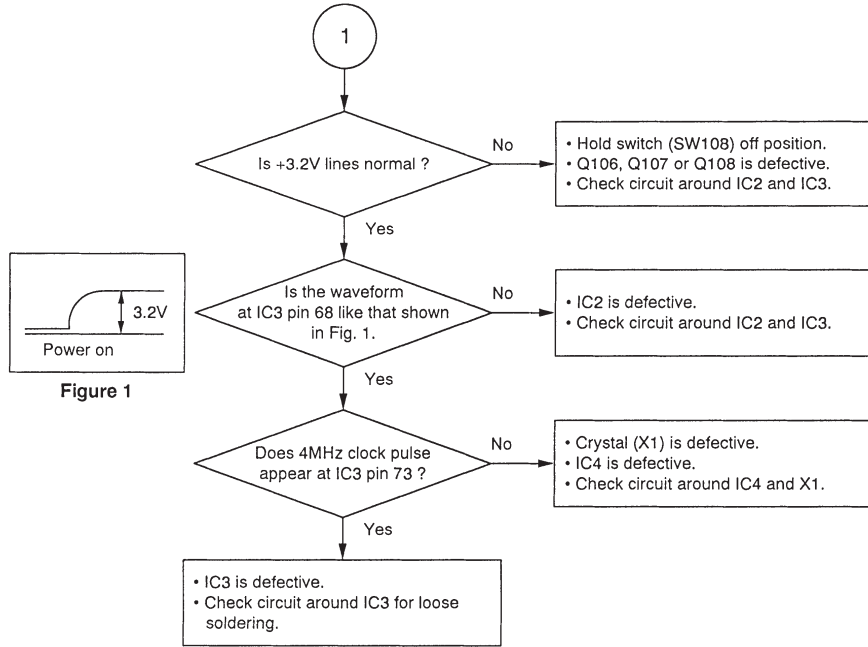 1
Is +3.2V lines normal ?
No
• Hold switch (SW108) off position.
• Q106, Q107 or Q108 is defective.
• Check circuit around IC2 and IC3.
Yes
3.2V
Power on
Figure 1
Is the waveform
at IC3 pin 68 like that shown
in Fig. 1.
No
• IC2 is defective.
• Check circuit around IC2 and IC3.
Yes
Does 4MHz clock pulse
appear at IC3 pin 73 ?
No
• Crystal (X1) is defective.
• IC4 is defective.
• Check circuit around IC4 and X1.
Yes
• IC3 is defective.
• Check circuit around IC3 for loose
soldering.